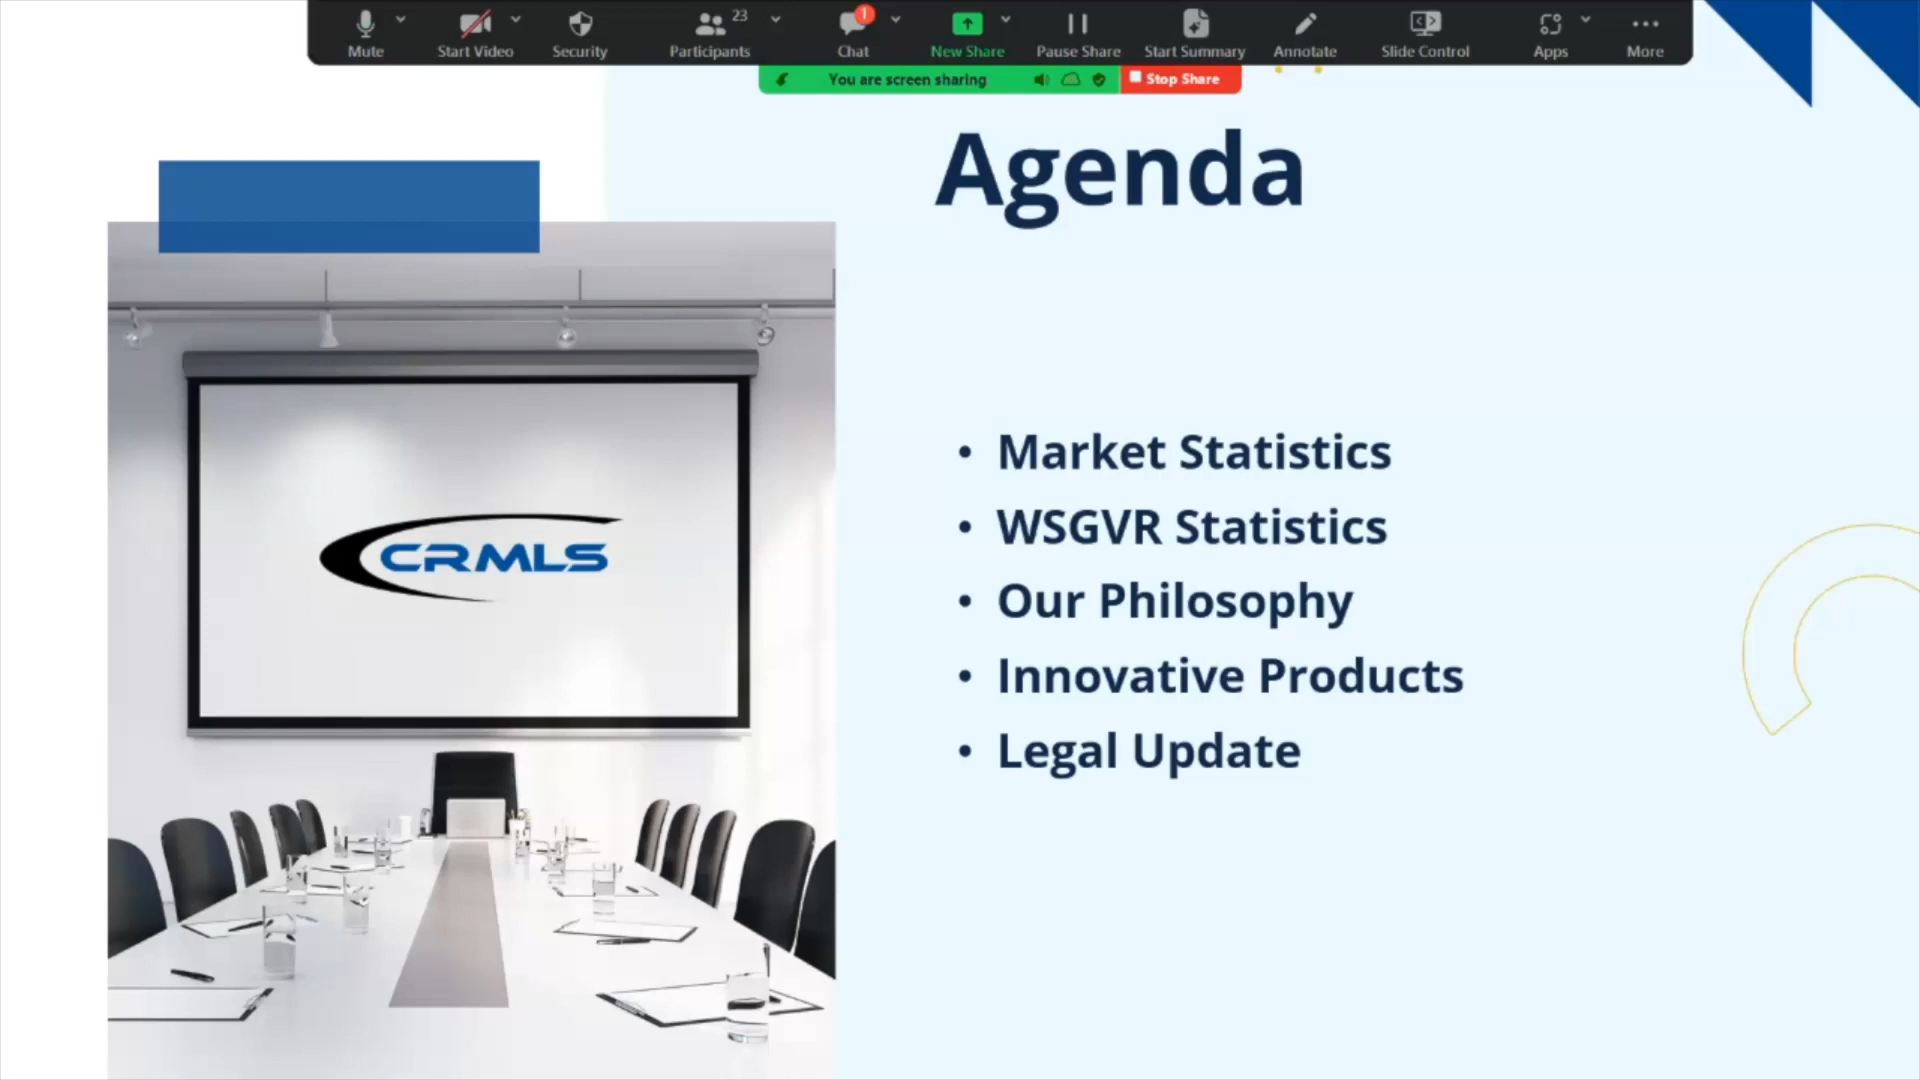 Mute
Start Video
Security
Participants
23
Chat
1
New Share
Pause Share
Start Summary
Annotate
Slide Control
Apps
More
You are screen sharing
Stop Share
Agenda
CRMLS
• Market Statistics
• WSGVR Statistics
• Our Philosophy
• Innovative Products
• Legal Update